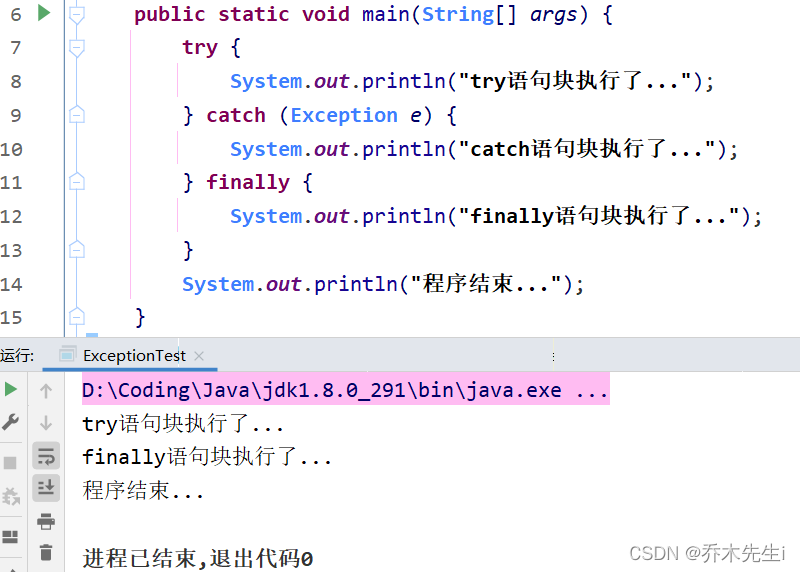 6 public static void main(String[] args) {
7 try {
8 System.out.println("try语句块执行了...");
9 } catch (Exception e) {
10 System.out.println("catch语句块执行了...");
11 } finally {
12 System.out.println("finally语句块执行了...");
13 }
14 System.out.println("程序结束...");
15 }
运行: ExceptionTest ×
D:\Coding\Java\jdk1.8.0_291\bin\java.exe ...
try语句块执行了...
finally语句块执行了...
程序结束...
进程已结束,退出代码0
CSDN @乔木先生i